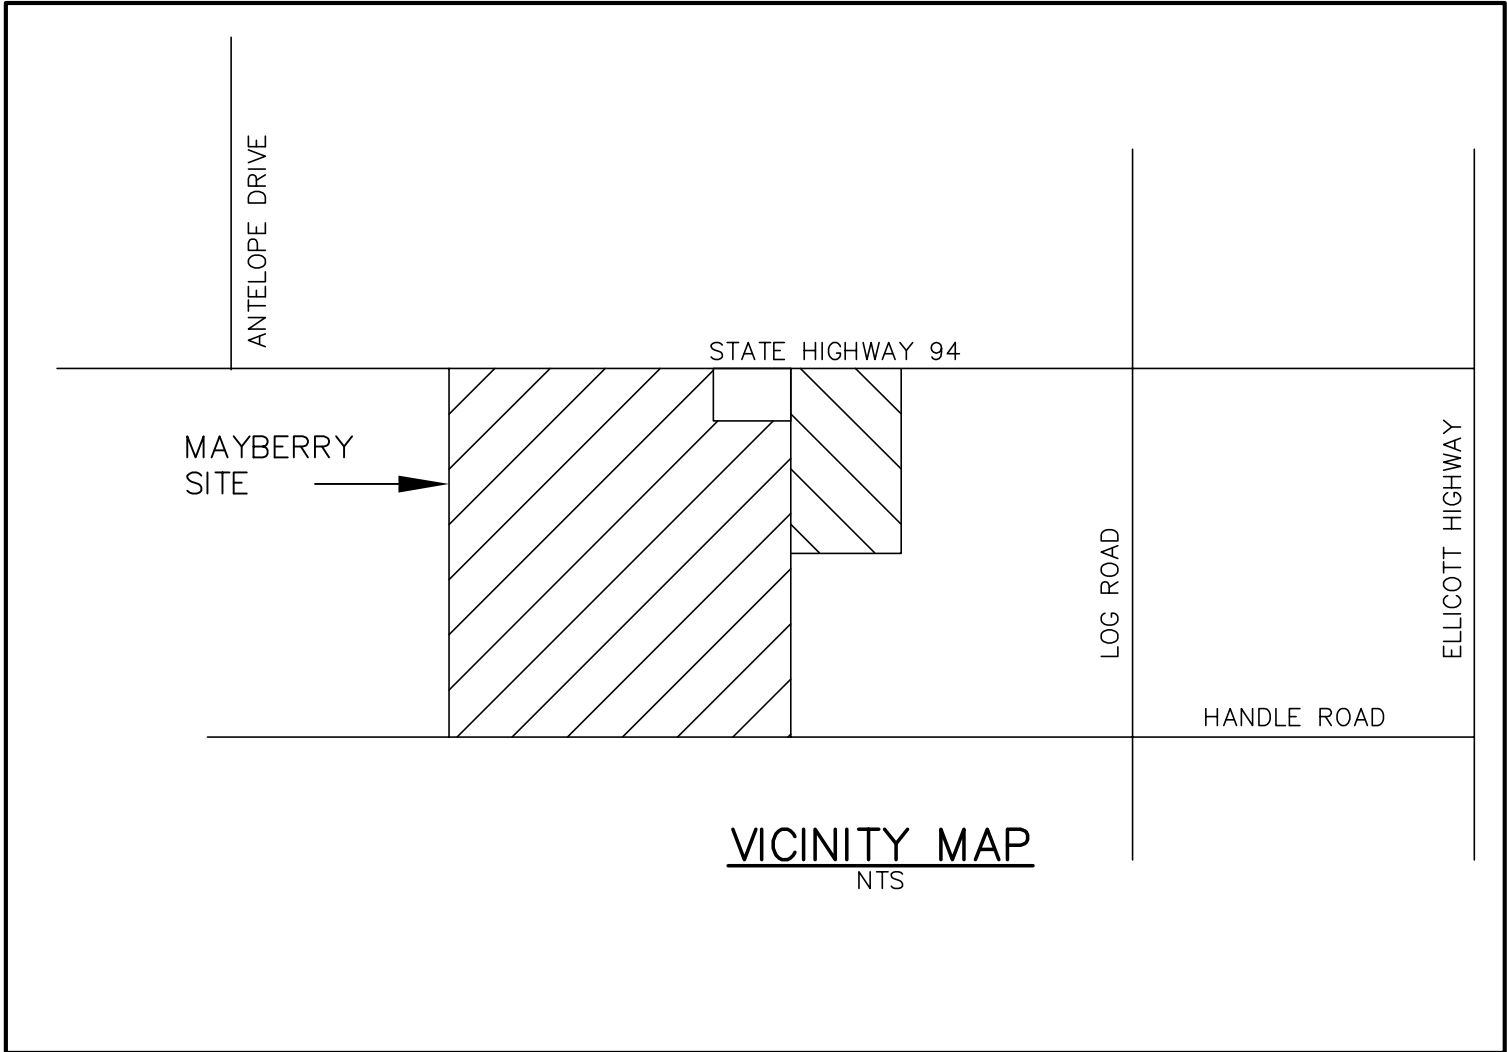 ANTELOPE DRIVE
STATE HIGHWAY 94
MAYBERRY
SITE
LOG ROAD
ELLICOTT HIGHWAY
HANDLE ROAD
VICINITY MAP
NTS